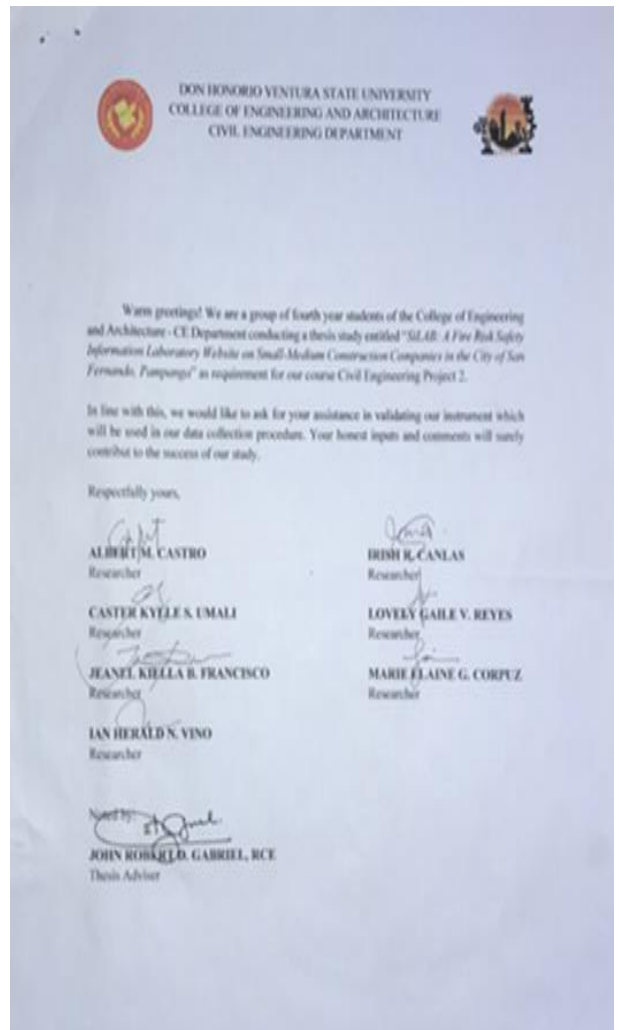 DON HONORIO VENTURA STATE UNIVERSITY
COLLEGE OF ENGINEERING AND ARCHITECTURE
CIVIL ENGINEERING DEPARTMENT
Warm greetings! We are a group of fourth year students of the College of Engineering
and Architecture - CE Department conducting a thesis study entitled "SiLAB: A Fire Risk Safety
Information Laboratory Website on Small-Medium Construction Companies in the City of San
Fernando, Pampanga" as requirement for our course Civil Engineering Project 2.
In line with this, we would like to ask for your assistance in validating our instrument which
will be used in our data collection procedure. Your honest inputs and comments will surely
contribut to the success of our study.
Respectfully yours,
ALBERT M. CASTRO
Researcher
IRISH R. CANLAS
Researcher
CASTER KYELE S. UMALI
Researcher
LOVELY GAILE V. REYES
Researcher
JEANEL KIELLA B. FRANCISCO
Researcher
MARIE ELAINE G. CORPUZ
Researcher
IAN HERALD N. VINO
Researcher
Noted by:
JOHN ROBERT D. GABRIEL, RCE
Thesis Adviser